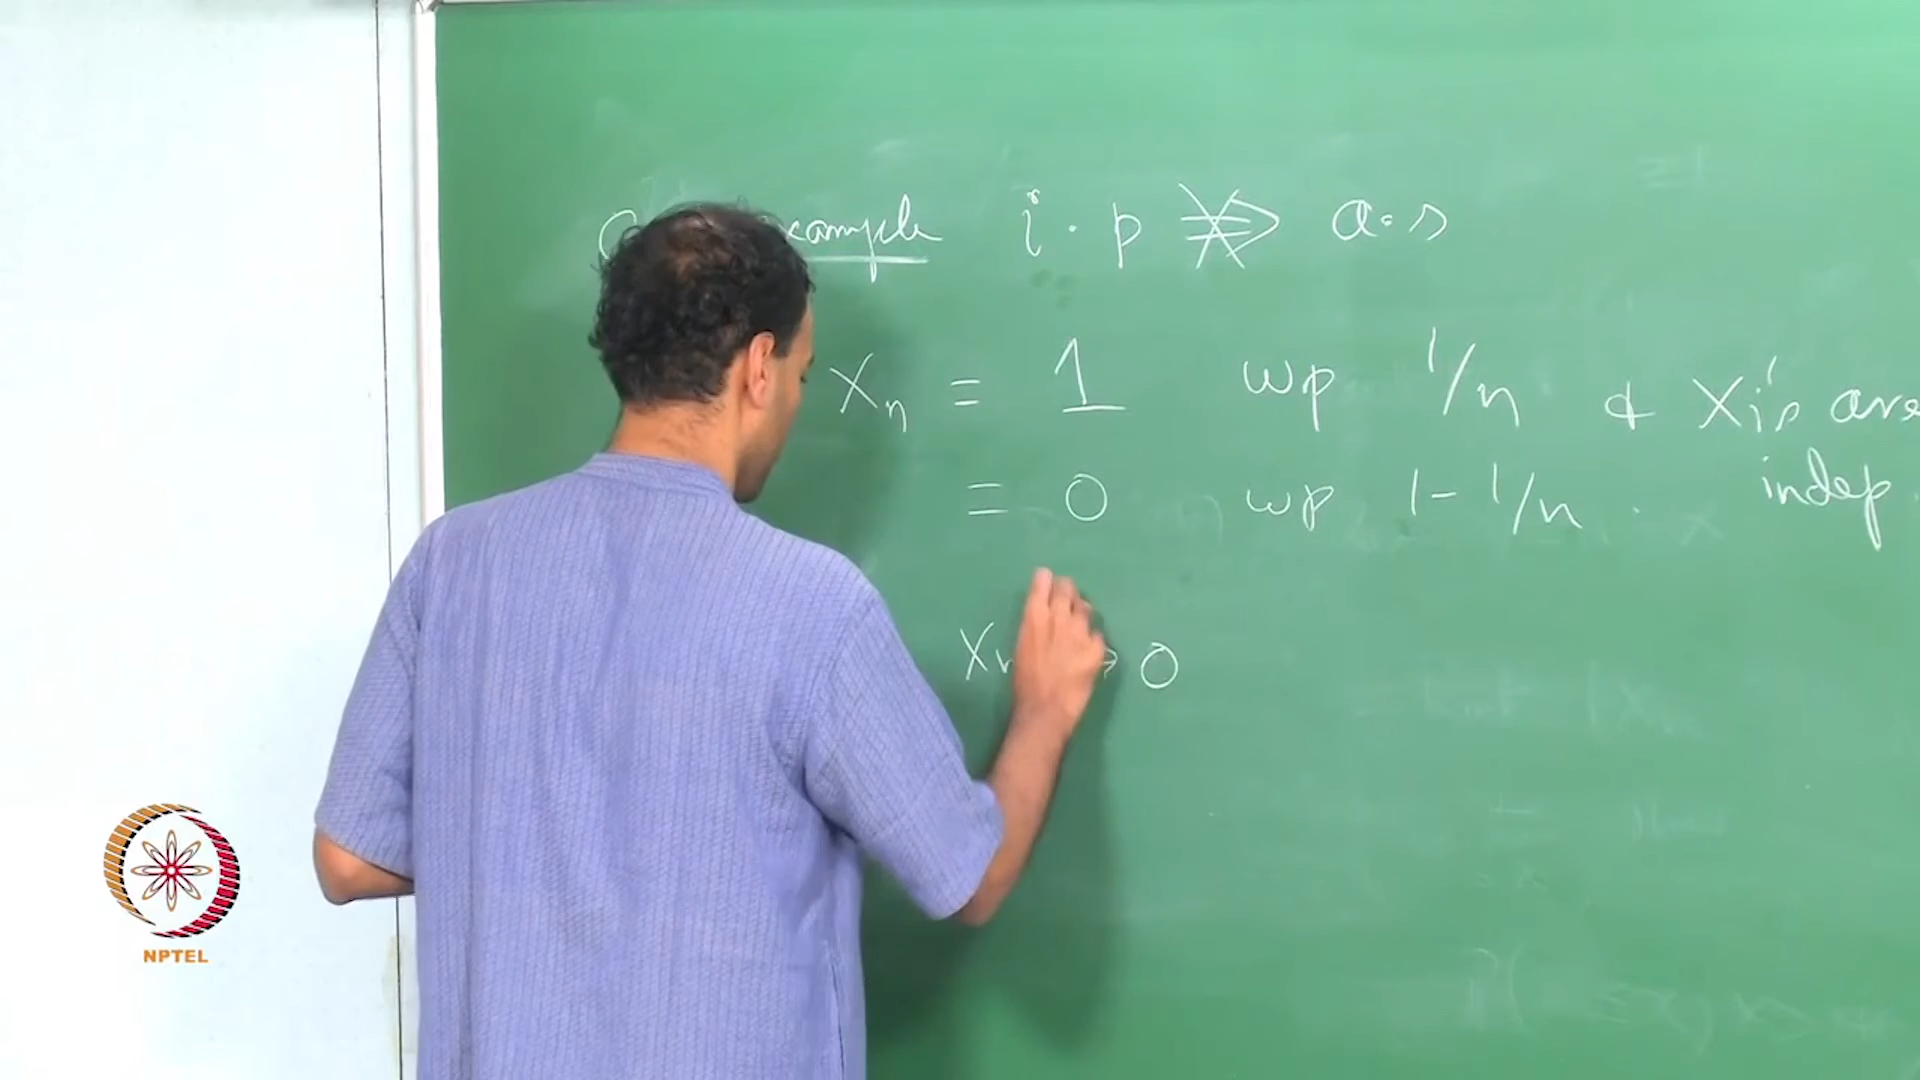 i.p ⇏ a.s
Xn = 1 wp 1/n & Xi's are
= 0 wp 1 - 1/n . indep.
→ 0
NPTEL